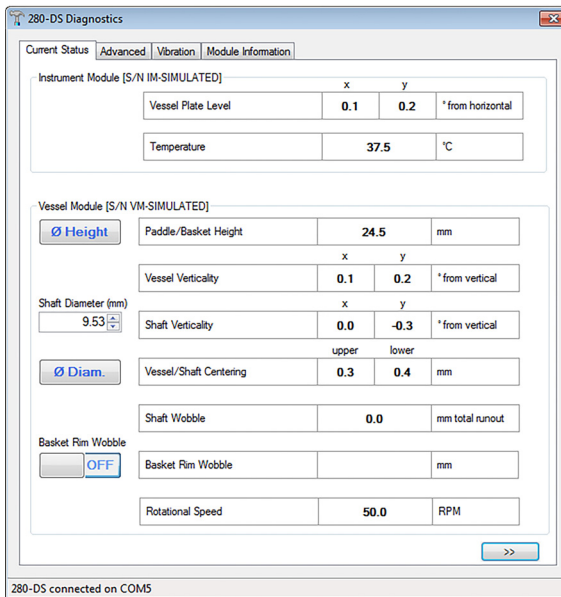 280-DS Diagnostics
Current Status Advanced Vibration Module Information
Instrument Module [S/N IM-SIMULATED]
x y
Vessel Plate Level 0.1 0.2 ° from horizontal
Temperature 37.5 °C
Vessel Module [S/N VM-SIMULATED]
Ø Height Paddle/Basket Height 24.5 mm
x y
Vessel Verticality 0.1 0.2 ° from vertical
Shaft Diameter (mm) x y
9.53 Shaft Verticality 0.0 -0.3 ° from vertical
upper lower
Ø Diam. Vessel/Shaft Centering 0.3 0.4 mm
Shaft Wobble 0.0 mm total runout
Basket Rim Wobble
OFF Basket Rim Wobble mm
Rotational Speed 50.0 RPM
>>
280-DS connected on COM5